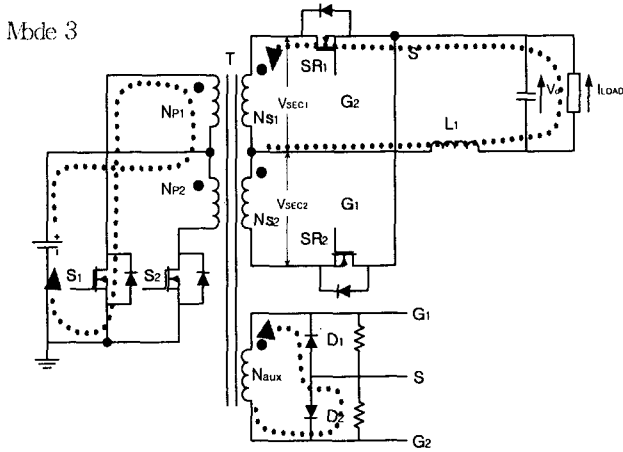 Mode 3
T
SR1
S
NP1
VSEC1
NS1
G2
Vo
ILOAD
L1
NP2
VSEC2
NS2
G1
SR2
+
-
S1
S2
G1
D1
Naux
S
D2
G2